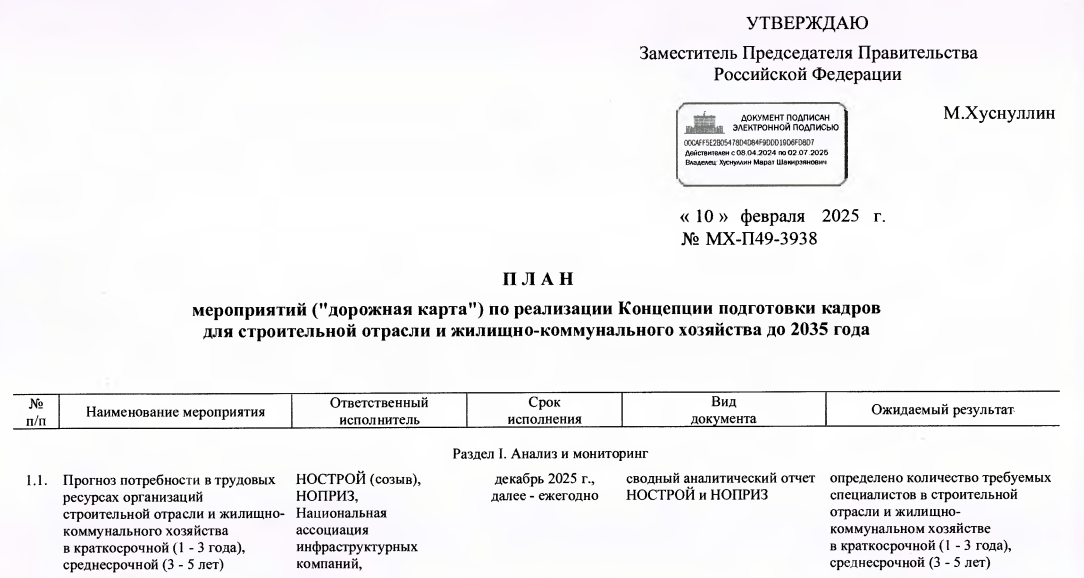 УТВЕРЖДАЮ
Заместитель Председателя Правительства
Российской Федерации
ДОКУМЕНТ ПОДПИСАН
ЭЛЕКТРОННОЙ ПОДПИСЬЮ
Действителен с 08.04.2024 по 02.07.2025
Владелец: Хуснуллин Марат Шакирзянович
М.Хуснуллин
« 10 » февраля 2025 г.
№ МХ-П49-3938
П Л А Н
мероприятий ("дорожная карта") по реализации Концепции подготовки кадров
для строительной отрасли и жилищно-коммунального хозяйства до 2035 года
№
п/п
Наименование мероприятия
Ответственный
исполнитель
Срок
исполнения
Вид
документа
Ожидаемый результат
Раздел I. Анализ и мониторинг
1.1.
Прогноз потребности в трудовых
ресурсах организаций
строительной отрасли и жилищно-
коммунального хозяйства
в краткосрочной (1 - 3 года),
среднесрочной (3 - 5 лет)
НОСТРОЙ (созыв),
НОПРИЗ,
Национальная
ассоциация
инфраструктурных
компаний,
декабрь 2025 г.,
далее - ежегодно
сводный аналитический отчет
НОСТРОЙ и НОПРИЗ
определено количество требуемых
специалистов в строительной
отрасли и жилищно-
коммунальном хозяйстве
в краткосрочной (1 - 3 года),
среднесрочной (3 - 5 лет)